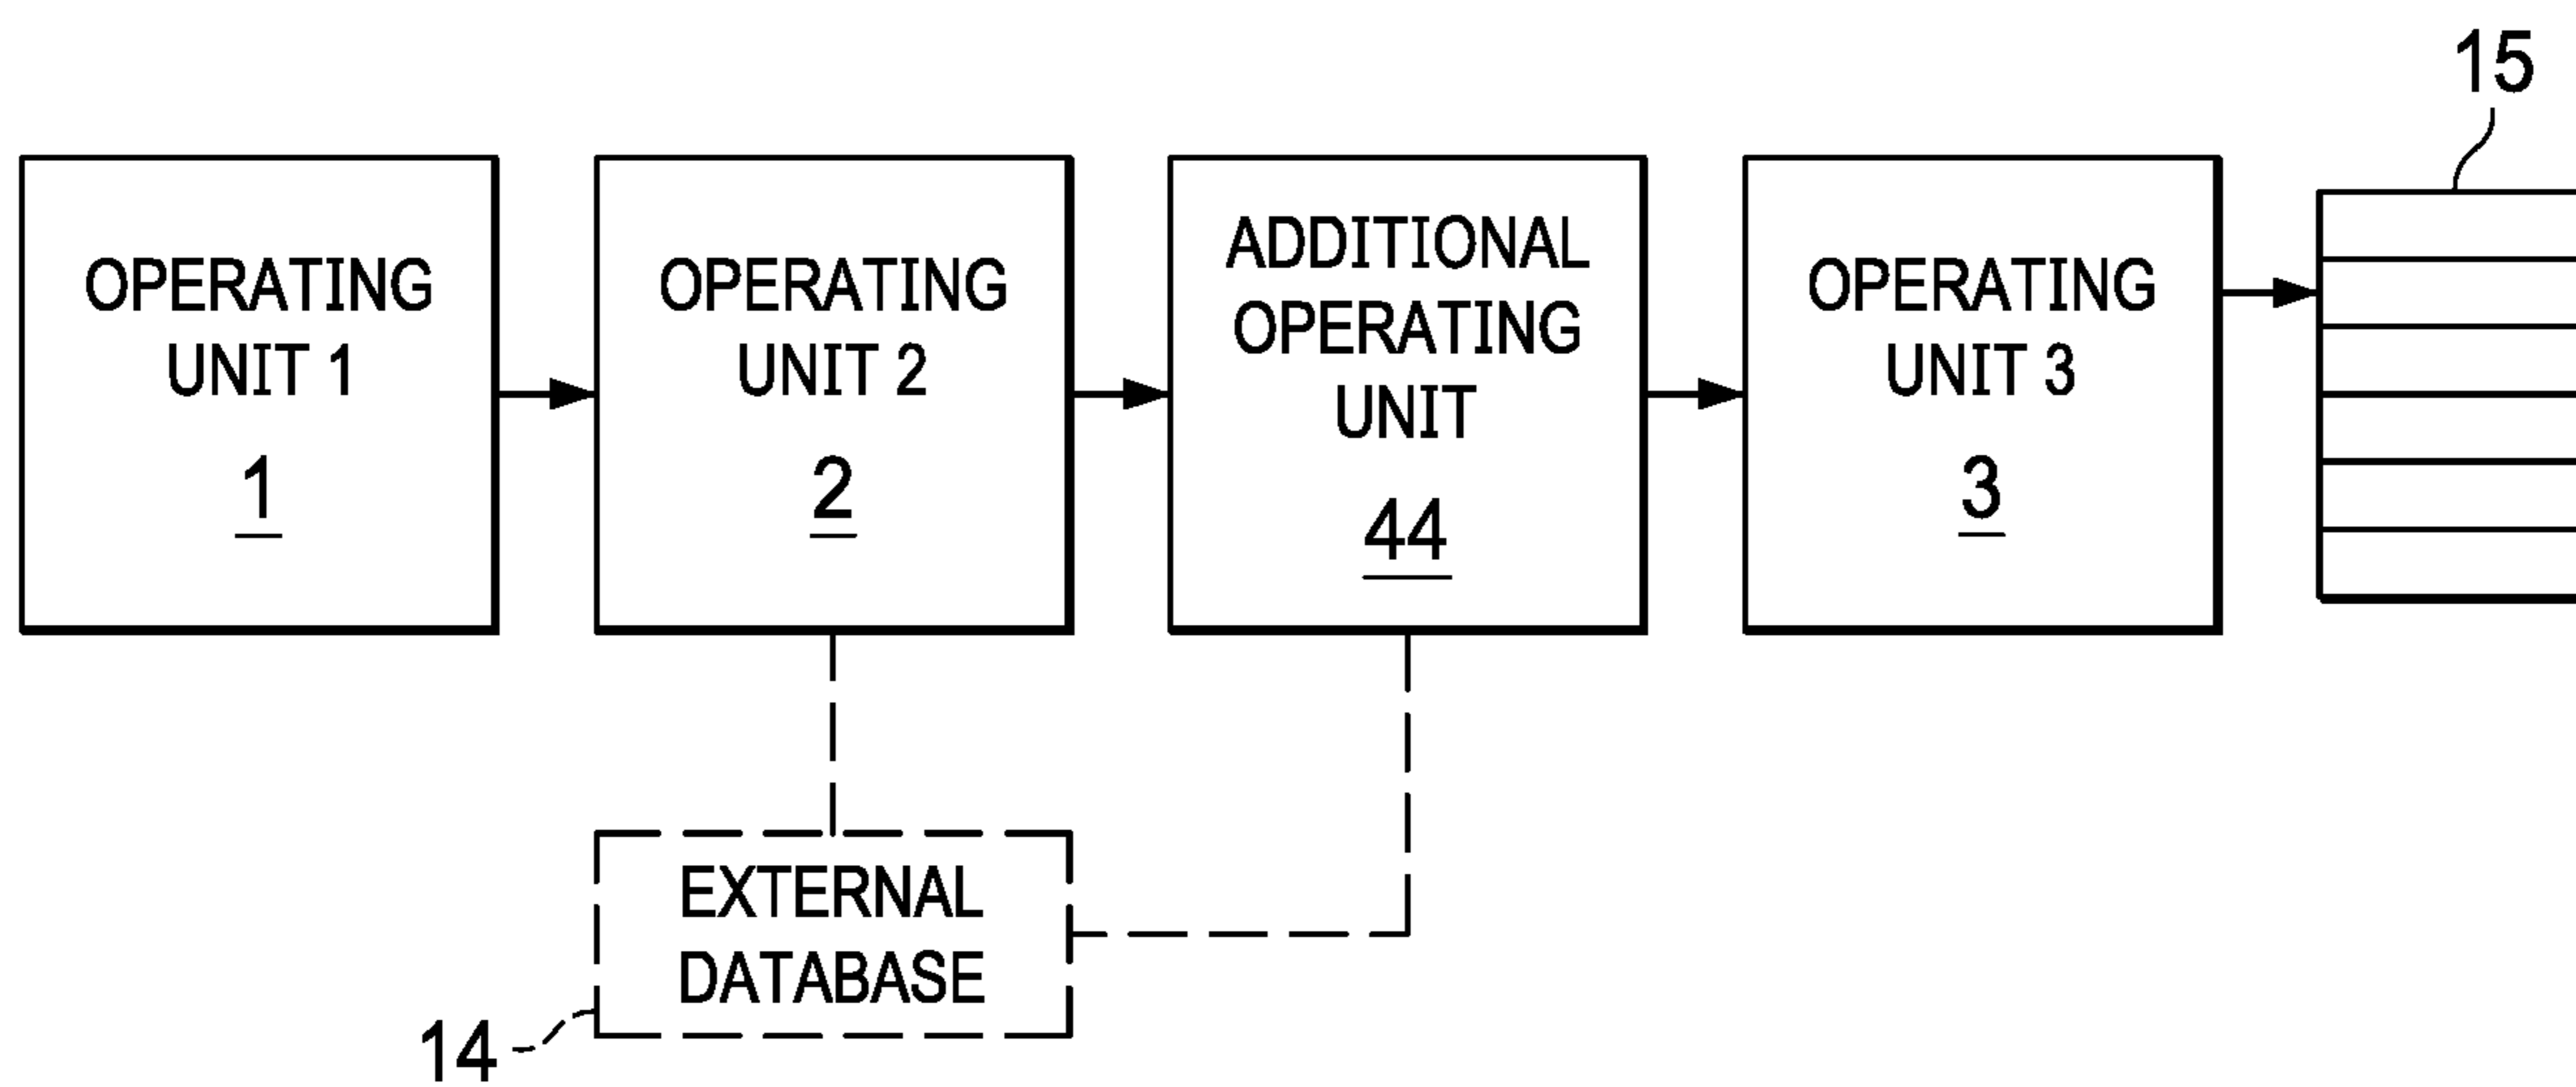 15
OPERATING
UNIT 1
1
OPERATING
UNIT 2
2
ADDITIONAL
OPERATING
UNIT
44
OPERATING
UNIT 3
3
EXTERNAL
DATABASE
14